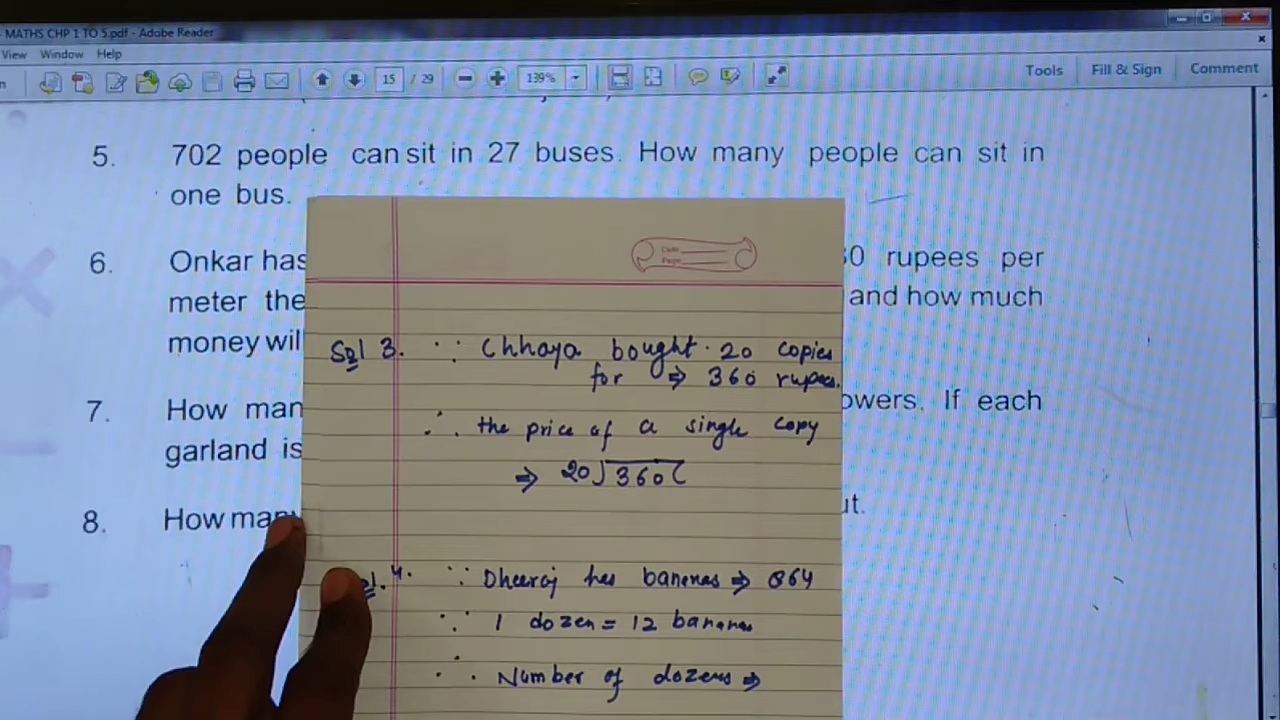 MATHS CHP 1 TO 5.pdf - Adobe Reader
View Window Help
15 / 29 139% Tools Fill & Sign Comment
5. 702 people can sit in 27 buses. How many people can sit in
one bus.
6. Onkar has 0 rupees per
meter the and how much
money wil
7. How man owers. If each
garland is
8. How many ut.
Date
Page
Sol 3. ∵ Chhaya bought 20 copies
for ⇒ 360 rupees.
∴ the price of a single copy
⇒ 20)360(
Sol. 4. ∵ Dheeraj has bananas ⇒ 864
∵ 1 dozen = 12 bananas
∴ Number of dozens ⇒